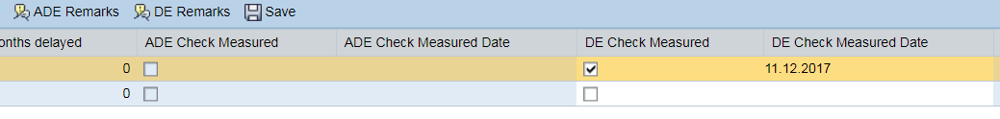 ADE Remarks DE Remarks Save
onths delayed ADE Check Measured ADE Check Measured Date DE Check Measured DE Check Measured Date
0 11.12.2017
0